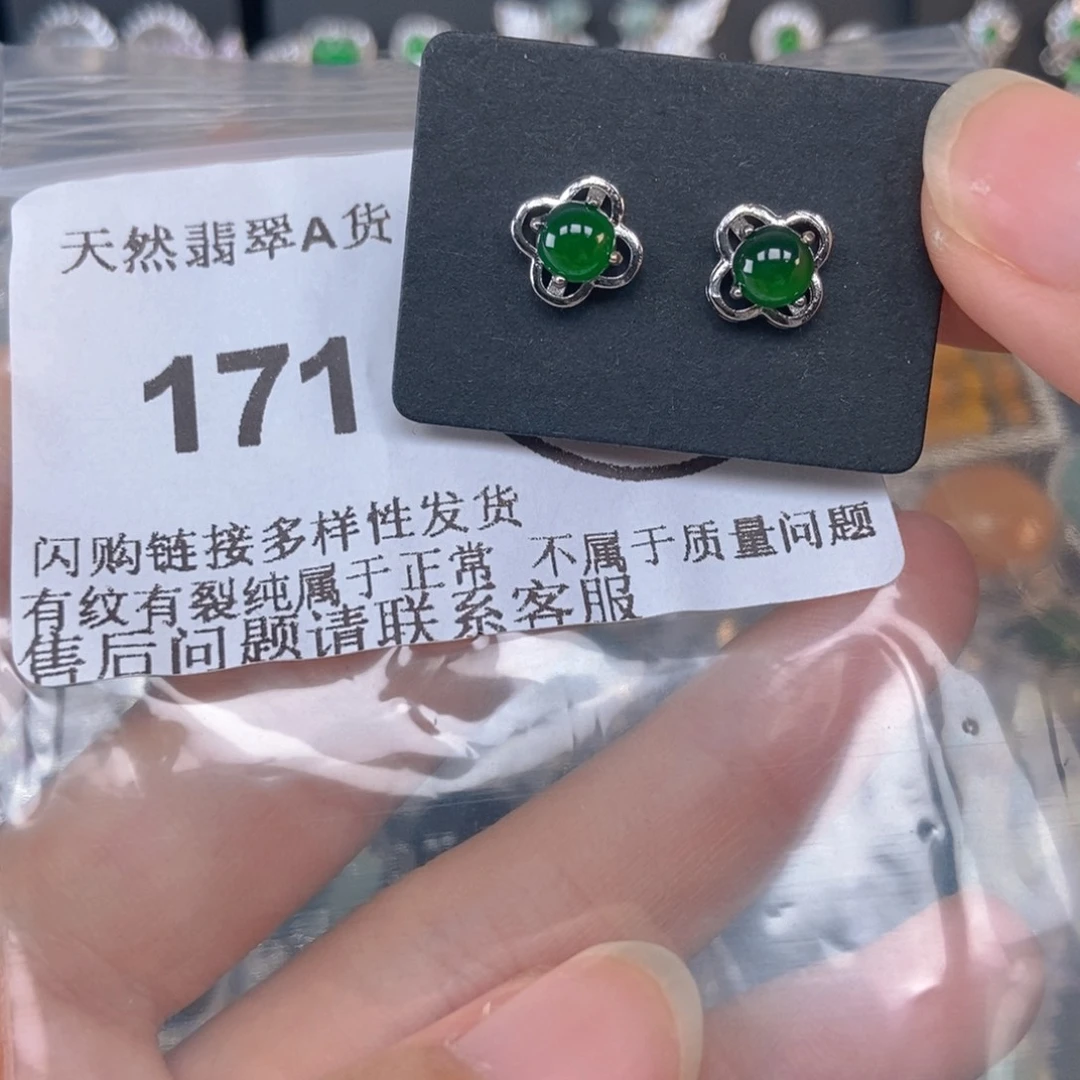 天然翡翠A货
171
闪购链接多样性发货
有纹有裂纯属于正常 不属于质量问题
售后问题请联系客服